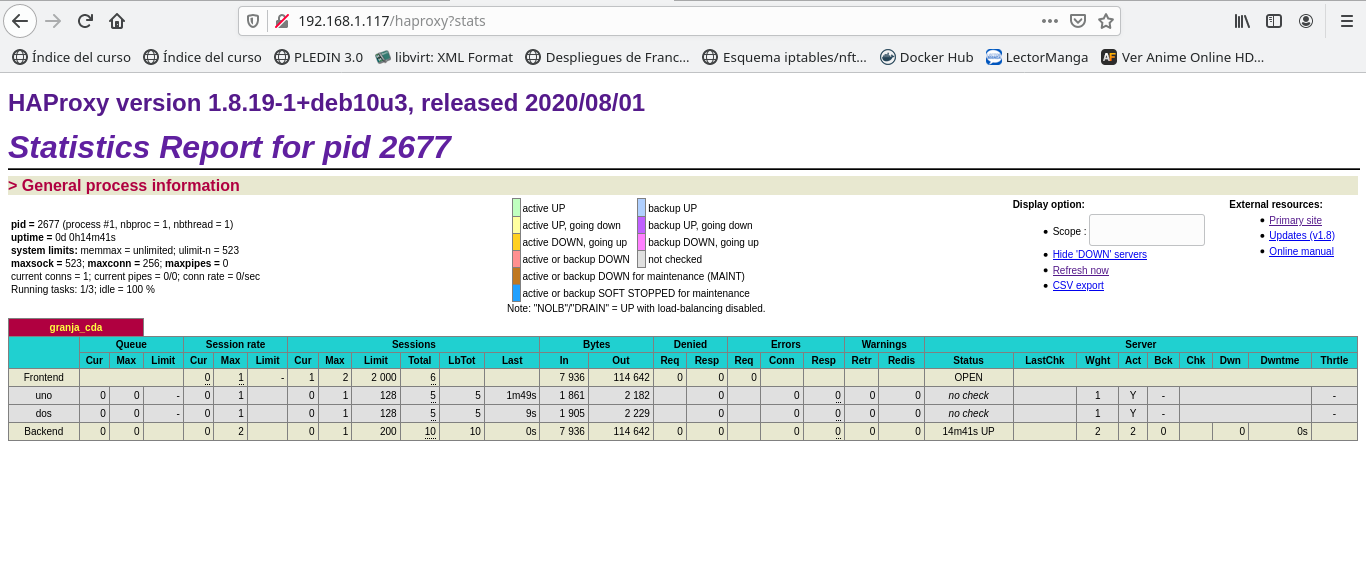 192.168.1.117/haproxy?stats
Índice del curso Índice del curso PLEDIN 3.0 libvirt: XML Format Despliegues de Franc... Esquema iptables/nft... Docker Hub LectorManga AF Ver Anime Online HD...
HAProxy version 1.8.19-1+deb10u3, released 2020/08/01
Statistics Report for pid 2677
> General process information
pid = 2677 (process #1, nbproc = 1, nbthread = 1)
uptime = 0d 0h14m41s
system limits: memmax = unlimited; ulimit-n = 523
maxsock = 523; maxconn = 256; maxpipes = 0
current conns = 1; current pipes = 0/0; conn rate = 0/sec
Running tasks: 1/3; idle = 100 %
active UP backup UP
active UP, going down backup UP, going down
active DOWN, going up backup DOWN, going up
active or backup DOWN not checked
active or backup DOWN for maintenance (MAINT)
active or backup SOFT STOPPED for maintenance
Note: "NOLB"/"DRAIN" = UP with load-balancing disabled.
Display option:
Scope :
Hide 'DOWN' servers
Refresh now
CSV export
External resources:
Primary site
Updates (v1.8)
Online manual
granja_cda
Queue Session rate Sessions Bytes Denied Errors Warnings Server
Cur Max Limit Cur Max Limit Cur Max Limit Total LbTot Last In Out Req Resp Req Conn Resp Retr Redis Status LastChk Wght Act Bck Chk Dwn Dwntme Thrtle
Frontend 0 1 - 1 2 2 000 6 7 936 114 642 0 0 0 OPEN
uno 0 0 - 0 1 0 1 128 5 5 1m49s 1 861 2 182 0 0 0 0 0 no check 1 Y - -
dos 0 0 - 0 1 0 1 128 5 5 9s 1 905 2 229 0 0 0 0 0 no check 1 Y - -
Backend 0 0 0 2 0 1 200 10 10 0s 7 936 114 642 0 0 0 0 0 0 14m41s UP 2 2 0 0 0s